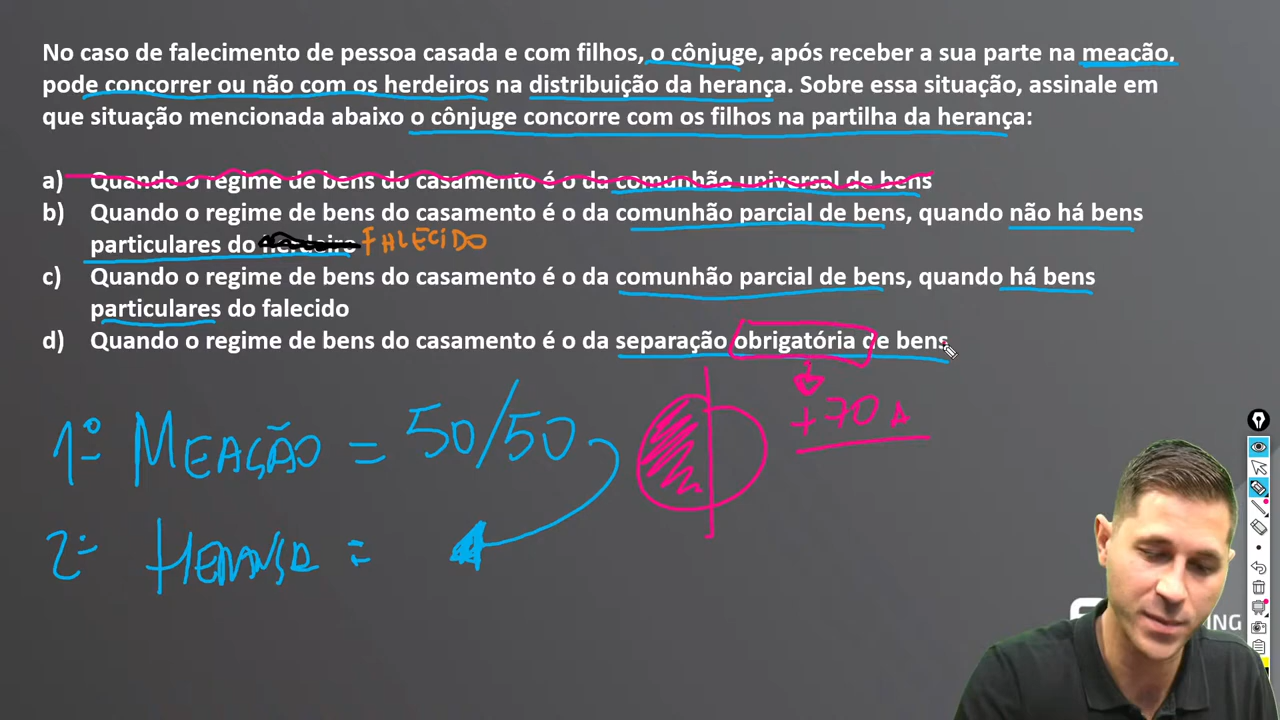 No caso de falecimento de pessoa casada e com filhos, o cônjuge, após receber a sua parte na meação,
pode concorrer ou não com os herdeiros na distribuição da herança. Sobre essa situação, assinale em
que situação mencionada abaixo o cônjuge concorre com os filhos na partilha da herança:
a) Quando o regime de bens do casamento é o da comunhão universal de bens
b) Quando o regime de bens do casamento é o da comunhão parcial de bens, quando não há bens
particulares do herdeiro FALECIDO
c) Quando o regime de bens do casamento é o da comunhão parcial de bens, quando há bens
particulares do falecido
d) Quando o regime de bens do casamento é o da separação obrigatória de bens
+70 A
1º MEAÇÃO = 50/50
2º HERANÇA =
ING